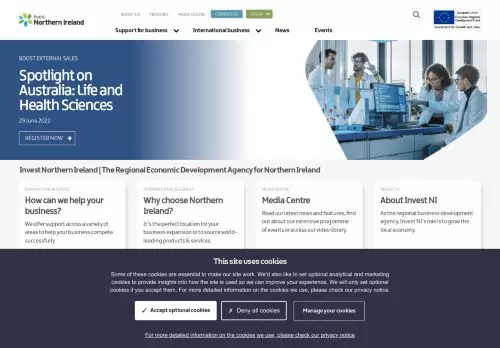 Invest
Northern Ireland
ABOUT US
FEATURES
MEDIA CENTRE
CONTACT US
LOG IN
European Union
European Regional
Development Fund
Investment for Growth and Jobs
Support for business
International business
News
Events
BOOST EXTERNAL SALES
Spotlight on
Australia: Life and
Health Sciences
29 June 2022
REGISTER NOW
Invest Northern Ireland | The Regional Economic Development Agency for Northern Ireland
SUPPORT FOR BUSINESS
How can we help your
business?
We offer support across a variety of
areas to help your business compete
successfully
INTERNATIONAL BUSINESS
Why choose Northern
Ireland?
It's the perfect location for your
business expansion or to source world-
leading products & services.
MEDIA CENTRE
Media Centre
Read our latest news and features, find
out about our extensive programme
of events or access our video library.
ABOUT US
About Invest NI
As the regional business development
agency, Invest NI's role is to grow the
local economy.
This site uses cookies
Some of these cookies are essential to make our site work. We'd also like to set optional analytical and marketing
cookies to provide insights into how the site is used so we can improve your experience. We will only set optional
cookies if you accept them. For more detailed information on the cookies we use, please check our privacy notice.
✓ Accept optional cookies
✗ Deny all cookies
Manage your cookies
For more detailed information on the cookies we use, please check our privacy notice